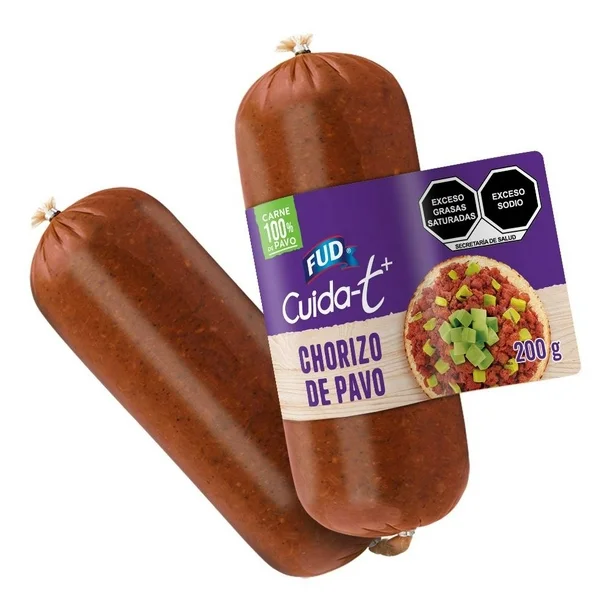 CARNE
100%
DE PAVO
FUD
Cuida-t+
CHORIZO
DE PAVO
EXCESO
GRASAS
SATURADAS
EXCESO
SODIO
SECRETARÍA DE SALUD
200 g